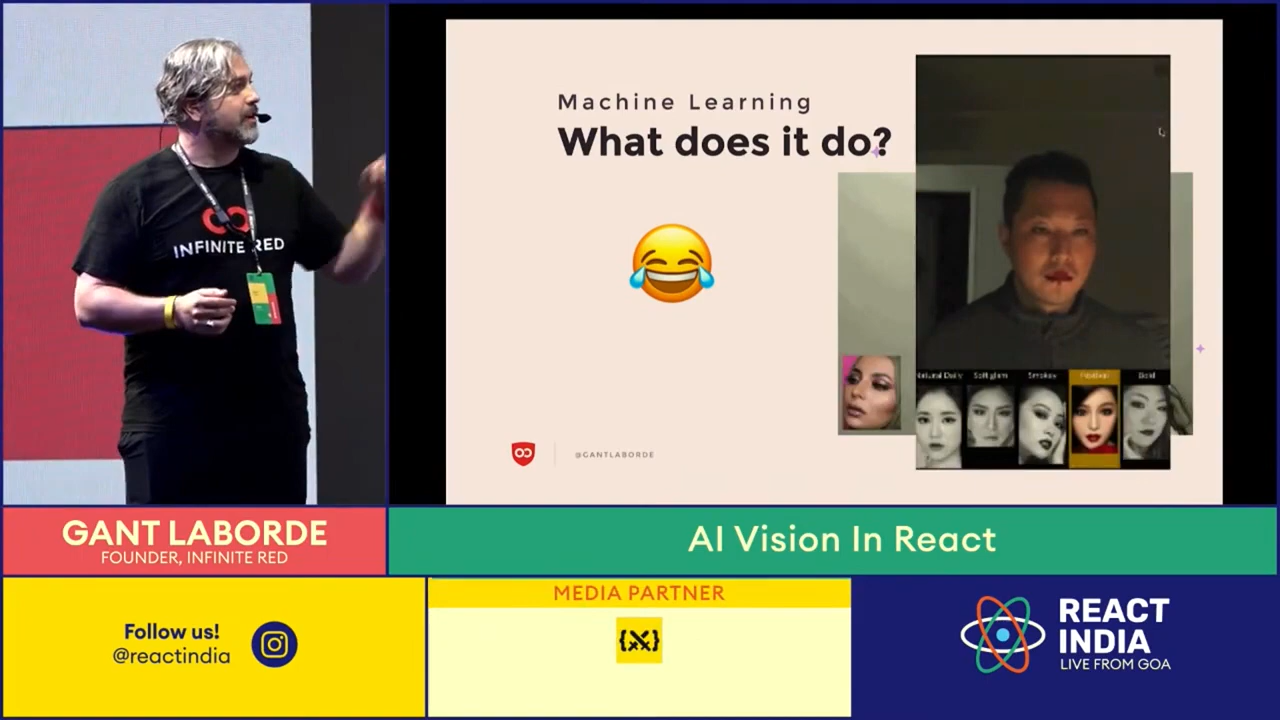 Machine Learning
What does it do?
INFINITE RED
Natural Daily Soft glam Smokey Festival Bold
@GANTLABORDE
GANT LABORDE
FOUNDER, INFINITE RED
AI Vision In React
Follow us!
@reactindia
MEDIA PARTNER
{X}
REACT
INDIA
LIVE FROM GOA